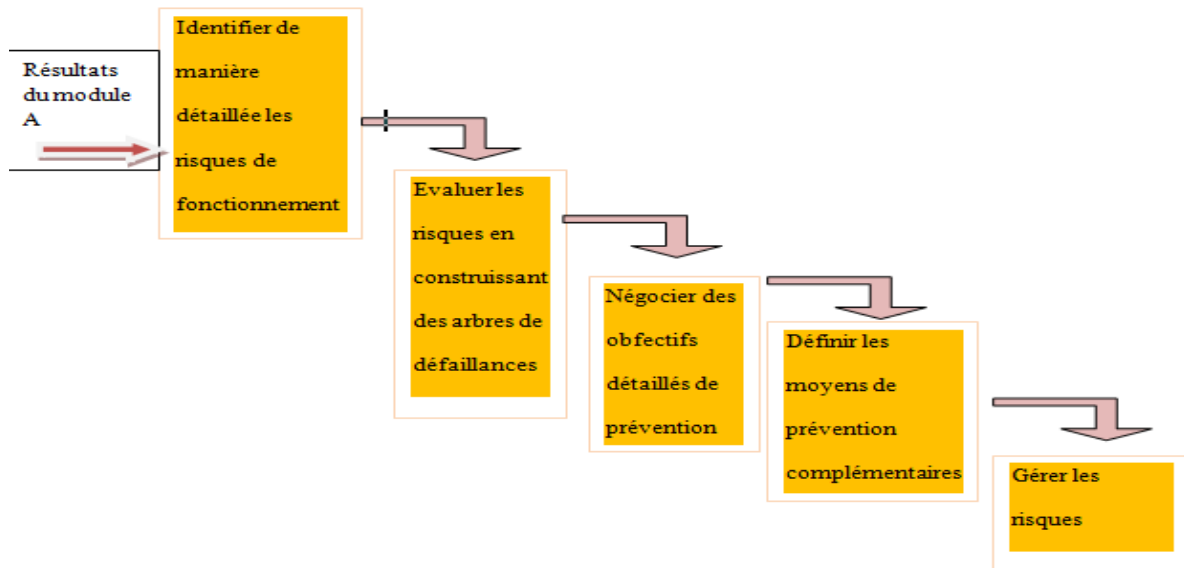 Résultats
du module
A
Identifier de
manière
détaillée les
risques de
fonctionnement
Evaluer les
risques en
construissant
des arbres de
défaillances
Négocier des
obfectifs
détaillés de
prévention
Définir les
moyens de
prévention
complémentaires
Gérer les
risques